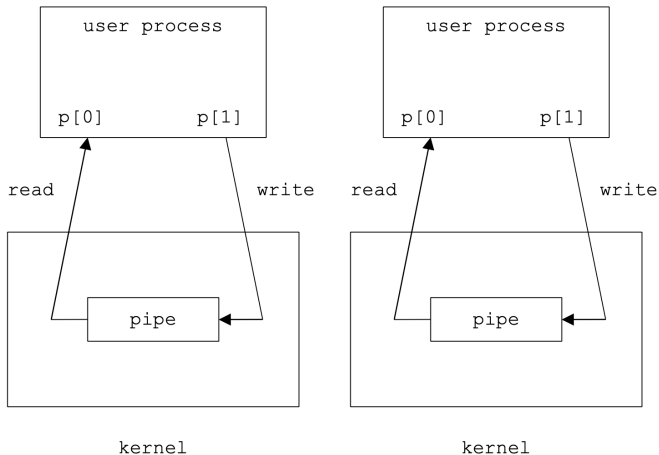 user process
p[0] p[1]
read
write
pipe
kernel
user process
p[0] p[1]
read
write
pipe
kernel